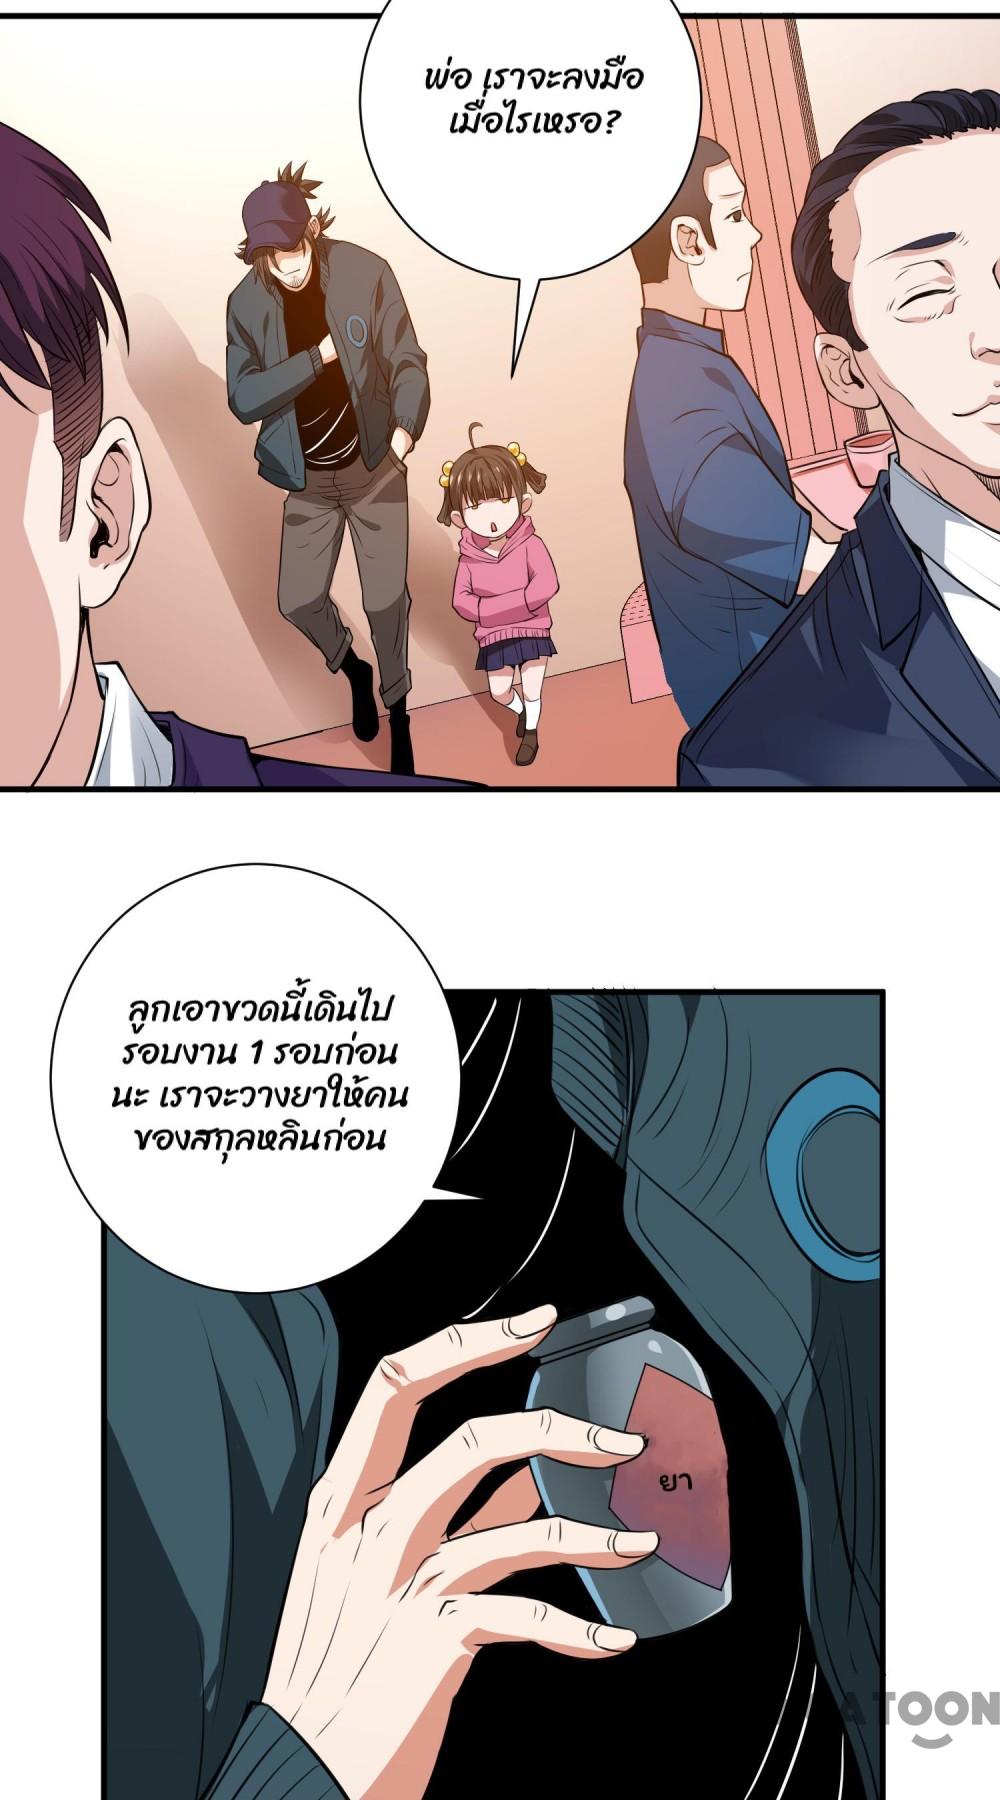 พ่อ เราจะลงมือ
เมื่อไรเหรอ?
ลูกเอาขวดนี้เดินไป
รอบงาน 1 รอบก่อน
นะ เราจะวางยาให้คน
ของสกุลหลินก่อน
ยา
ATOON